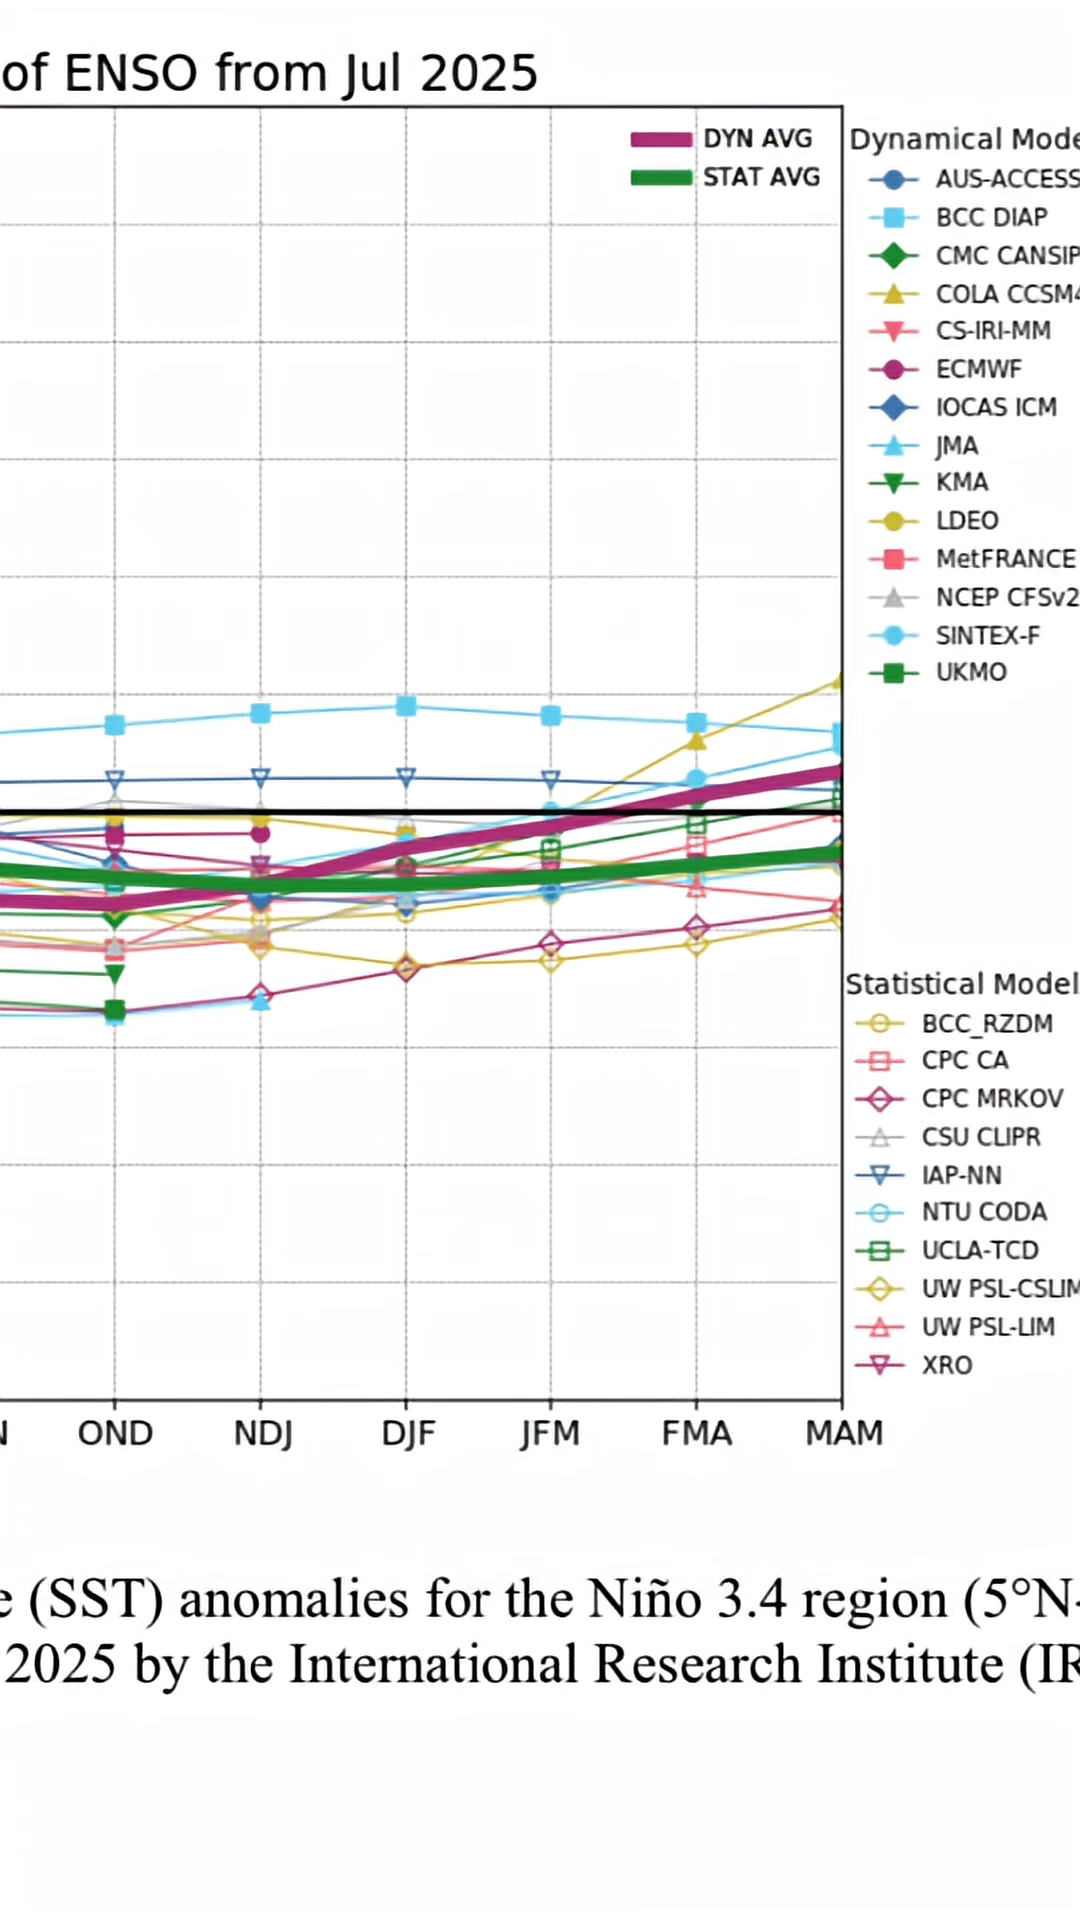 of ENSO from Jul 2025
DYN AVG
STAT AVG
Dynamical Mode
AUS-ACCESS
BCC DIAP
CMC CANSIP
COLA CCSM4
CS-IRI-MM
ECMWF
IOCAS ICM
JMA
KMA
LDEO
MetFRANCE
NCEP CFSv2
SINTEX-F
UKMO
Statistical Model
BCC_RZDM
CPC CA
CPC MRKOV
CSU CLIPR
IAP-NN
NTU CODA
UCLA-TCD
UW PSL-CSLIM
UW PSL-LIM
XRO
OND NDJ DJF JFM FMA MAM
e (SST) anomalies for the Niño 3.4 region (5°N-
2025 by the International Research Institute (IR